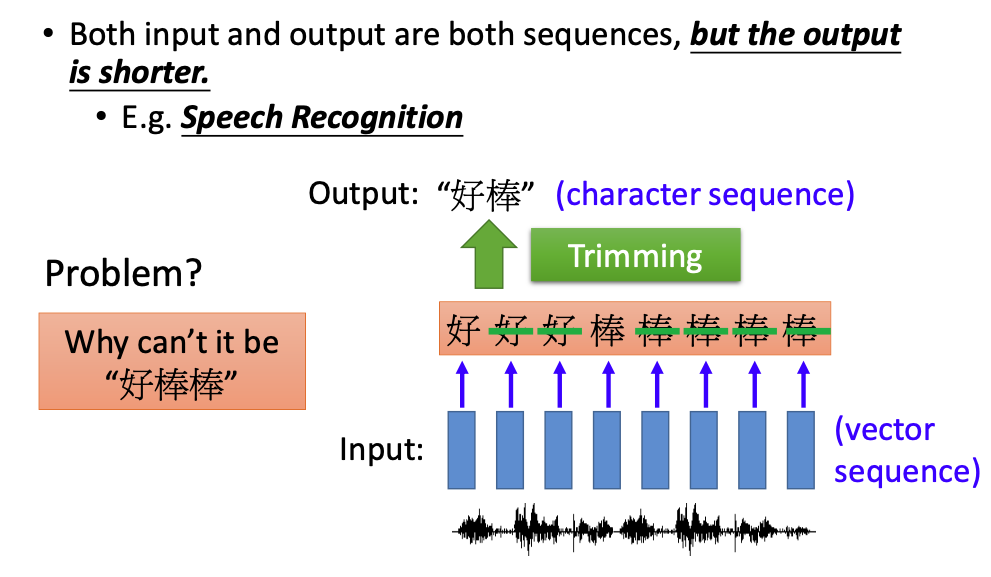 • Both input and output are both sequences, but the output
is shorter.
• E.g. Speech Recognition
Output: “好棒” (character sequence)
Trimming
Problem?
好 好 好 棒 棒 棒 棒 棒
Why can’t it be
“好棒棒”
Input:
(vector
sequence)